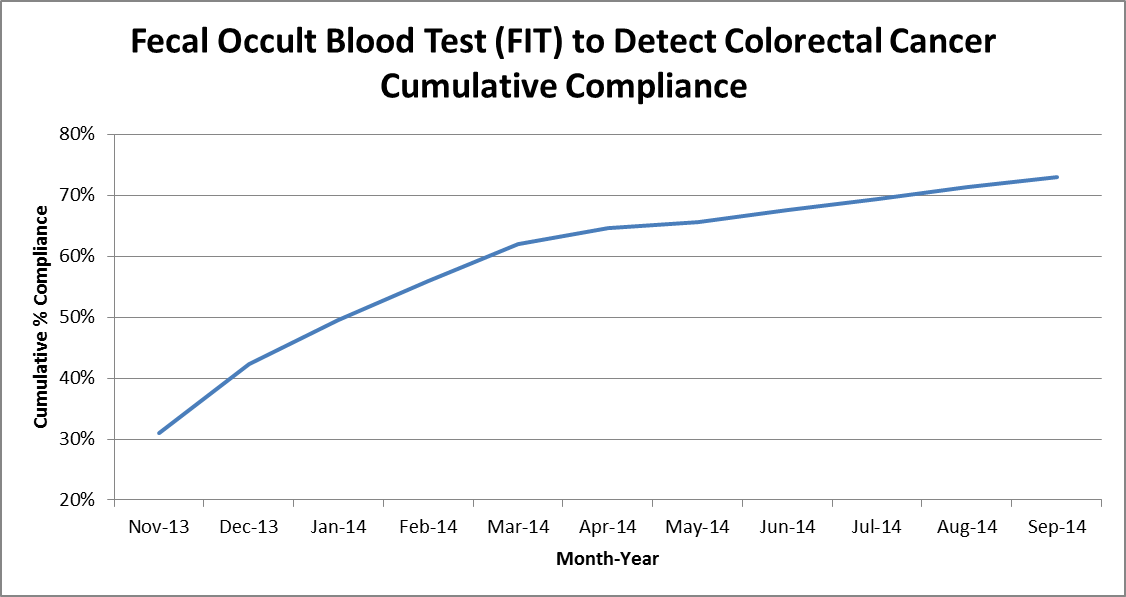 Fecal Occult Blood Test (FIT) to Detect Colorectal Cancer
Cumulative Compliance
80%
70%
60%
50%
40%
30%
20%
Cumulative % Compliance
Nov-13 Dec-13 Jan-14 Feb-14 Mar-14 Apr-14 May-14 Jun-14 Jul-14 Aug-14 Sep-14
Month-Year